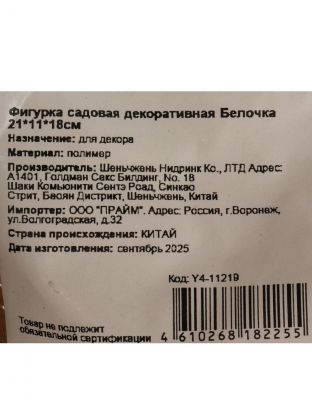 Фигурка садовая декоративная Белочка
21*11*18см
Назначение: для декора
Материал: полимер
Производитель: Шеньчжень Нидринк Ко., ЛТД Адрес:
А1401, Голдман Сакс Билдинг, No. 18
Шаки Комьюнити Сентэ Роад, Синкао
Стрит, Баоян Дистрикт, Шеньчжень, Китай
Импортер: ООО "ПРАЙМ". Адрес: Россия, г.Воронеж,
ул.Волгоградская, д.32
Страна происхождения: КИТАЙ
Дата изготовления: сентябрь 2025
Код: Y4-11219
Товар не подлежит
обязательной сертификации
4 610268 182255